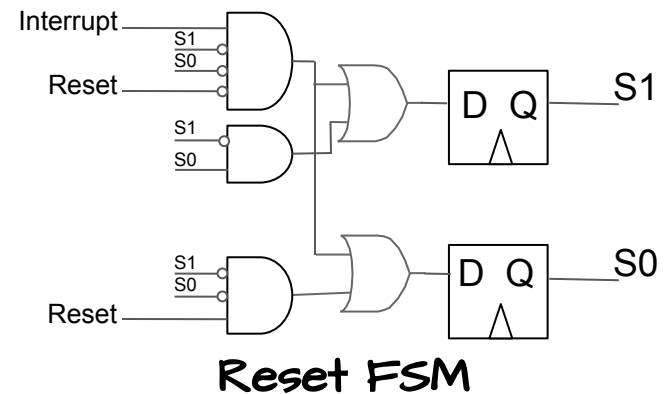 Interrupt
S1
S0
Reset
S1
S0
D Q
S1
S1
S0
Reset
D Q
S0
Reset FSM